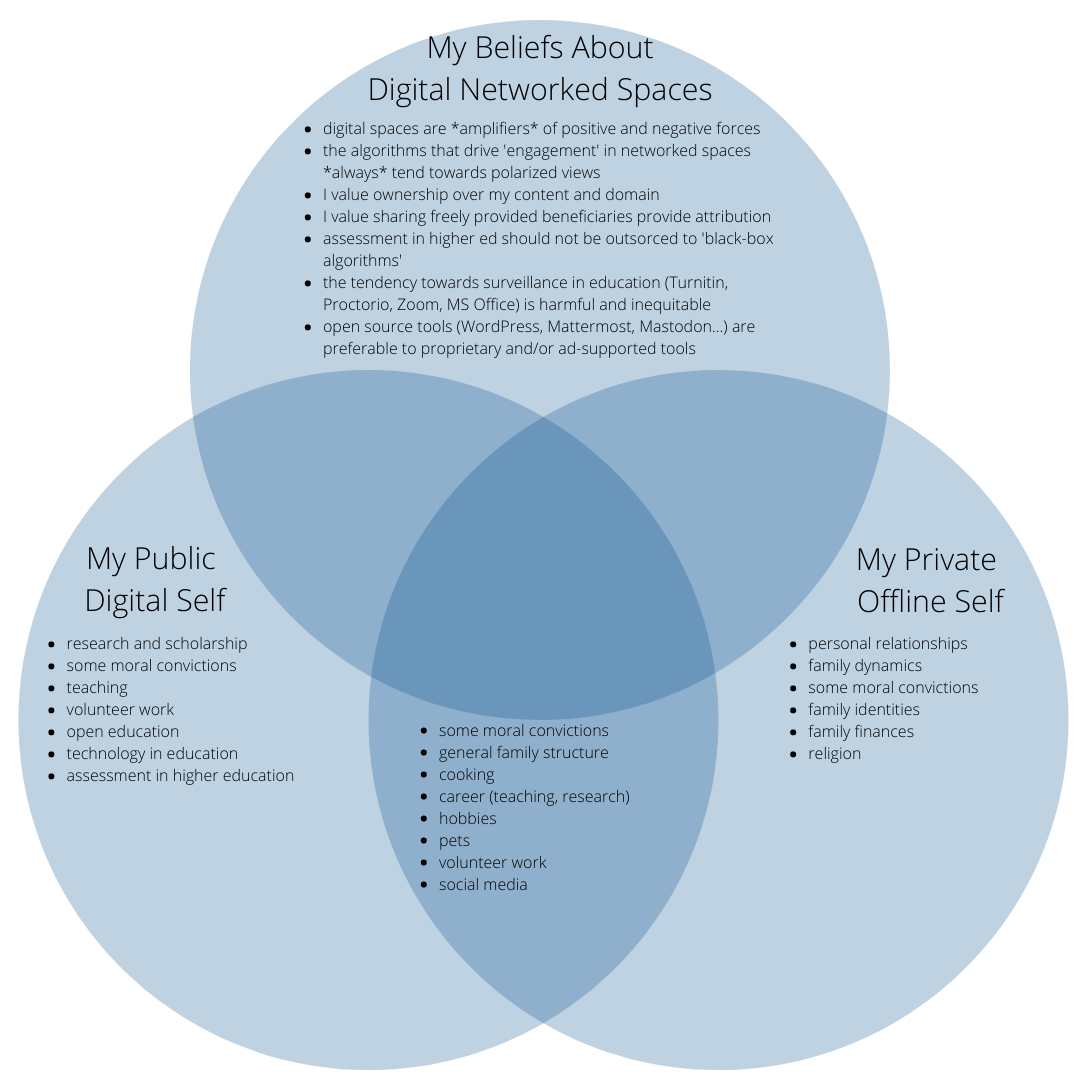 My Beliefs About
Digital Networked Spaces
• digital spaces are *amplifiers* of positive and negative forces
• the algorithms that drive 'engagement' in networked spaces
*always* tend towards polarized views
• I value ownership over my content and domain
• I value sharing freely provided beneficiaries provide attribution
• assessment in higher ed should not be outsorced to 'black-box
algorithms'
• the tendency towards surveillance in education (Turnitin,
Proctorio, Zoom, MS Office) is harmful and inequitable
• open source tools (WordPress, Mattermost, Mastodon...) are
preferable to proprietary and/or ad-supported tools
My Public
Digital Self
• research and scholarship
• some moral convictions
• teaching
• volunteer work
• open education
• technology in education
• assessment in higher education
My Private
Offline Self
• personal relationships
• family dynamics
• some moral convictions
• family identities
• family finances
• religion
• some moral convictions
• general family structure
• cooking
• career (teaching, research)
• hobbies
• pets
• volunteer work
• social media